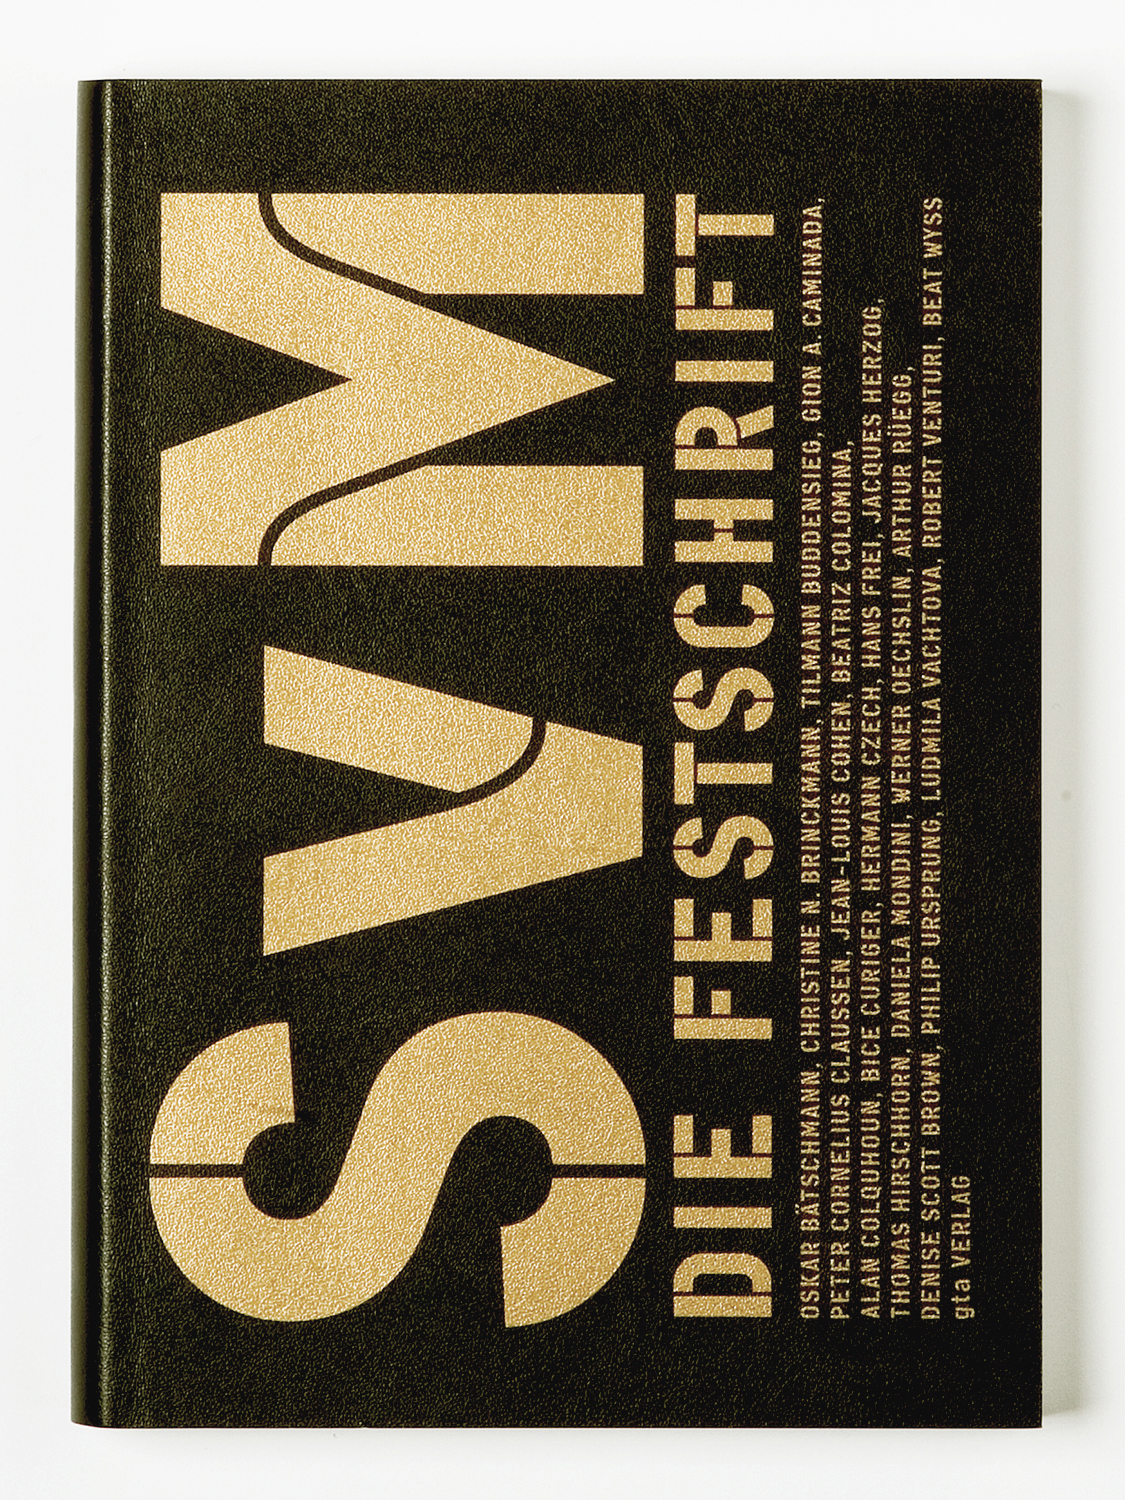 SvM
DIE FESTSCHRIFT
OSKAR BÄTSCHMANN, CHRISTINE N. BRINCKMANN, TILMANN BUDDENSIEG, GION A. CAMINADA,
PETER CORNELIUS CLAUSSEN, JEAN-LOUIS COHEN, BEATRIZ COLOMINA,
ALAN COLQUHOUN, BICE CURIGER, HERMANN CZECH, HANS FREI, JACQUES HERZOG,
THOMAS HIRSCHHORN, DANIELA MONDINI, WERNER OECHSLIN, ARTHUR RÜEGG,
DENISE SCOTT BROWN, PHILIP URSPRUNG, LUDMILA VACHTOVA, ROBERT VENTURI, BEAT WYSS
gta VERLAG